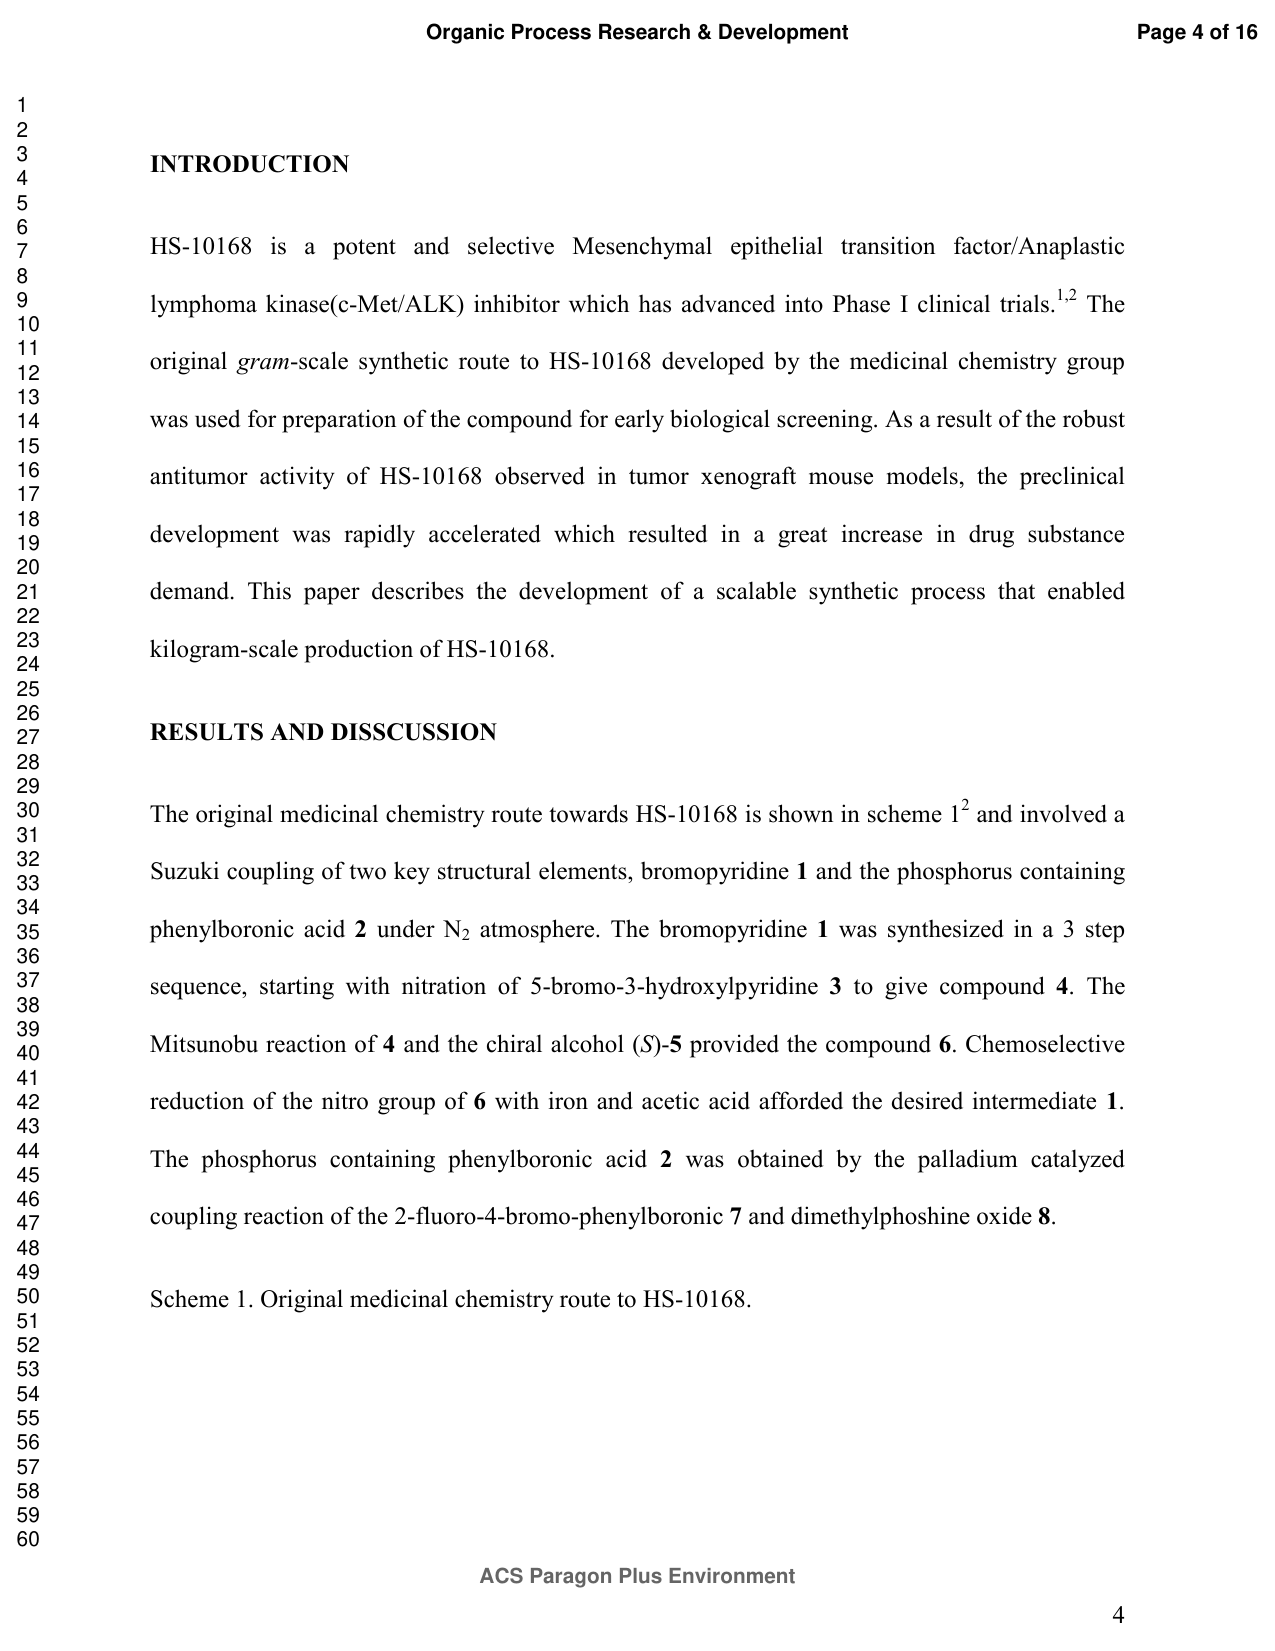 Organic Process Research & Development
Page 4 of 16
1
2
3
4
5
6
7
8
9
10
11
12
13
14
15
16
17
18
19
20
21
22
23
24
25
26
27
28
29
30
31
32
33
34
35
36
37
38
39
40
41
42
43
44
45
46
47
48
49
50
51
52
53
54
55
56
57
58
59
60
INTRODUCTION
HS-10168 is a potent and selective Mesenchymal epithelial transition factor/Anaplastic
lymphoma kinase(c-Met/ALK) inhibitor which has advanced into Phase I clinical trials.1,2 The
original gram-scale synthetic route to HS-10168 developed by the medicinal chemistry group
was used for preparation of the compound for early biological screening. As a result of the robust
antitumor activity of HS-10168 observed in tumor xenograft mouse models, the preclinical
development was rapidly accelerated which resulted in a great increase in drug substance
demand. This paper describes the development of a scalable synthetic process that enabled
kilogram-scale production of HS-10168.
RESULTS AND DISSCUSSION
The original medicinal chemistry route towards HS-10168 is shown in scheme 12 and involved a
Suzuki coupling of two key structural elements, bromopyridine 1 and the phosphorus containing
phenylboronic acid 2 under N2 atmosphere. The bromopyridine 1 was synthesized in a 3 step
sequence, starting with nitration of 5-bromo-3-hydroxylpyridine 3 to give compound 4. The
Mitsunobu reaction of 4 and the chiral alcohol (S)-5 provided the compound 6. Chemoselective
reduction of the nitro group of 6 with iron and acetic acid afforded the desired intermediate 1.
The phosphorus containing phenylboronic acid 2 was obtained by the palladium catalyzed
coupling reaction of the 2-fluoro-4-bromo-phenylboronic 7 and dimethylphoshine oxide 8.
Scheme 1. Original medicinal chemistry route to HS-10168.
ACS Paragon Plus Environment
4